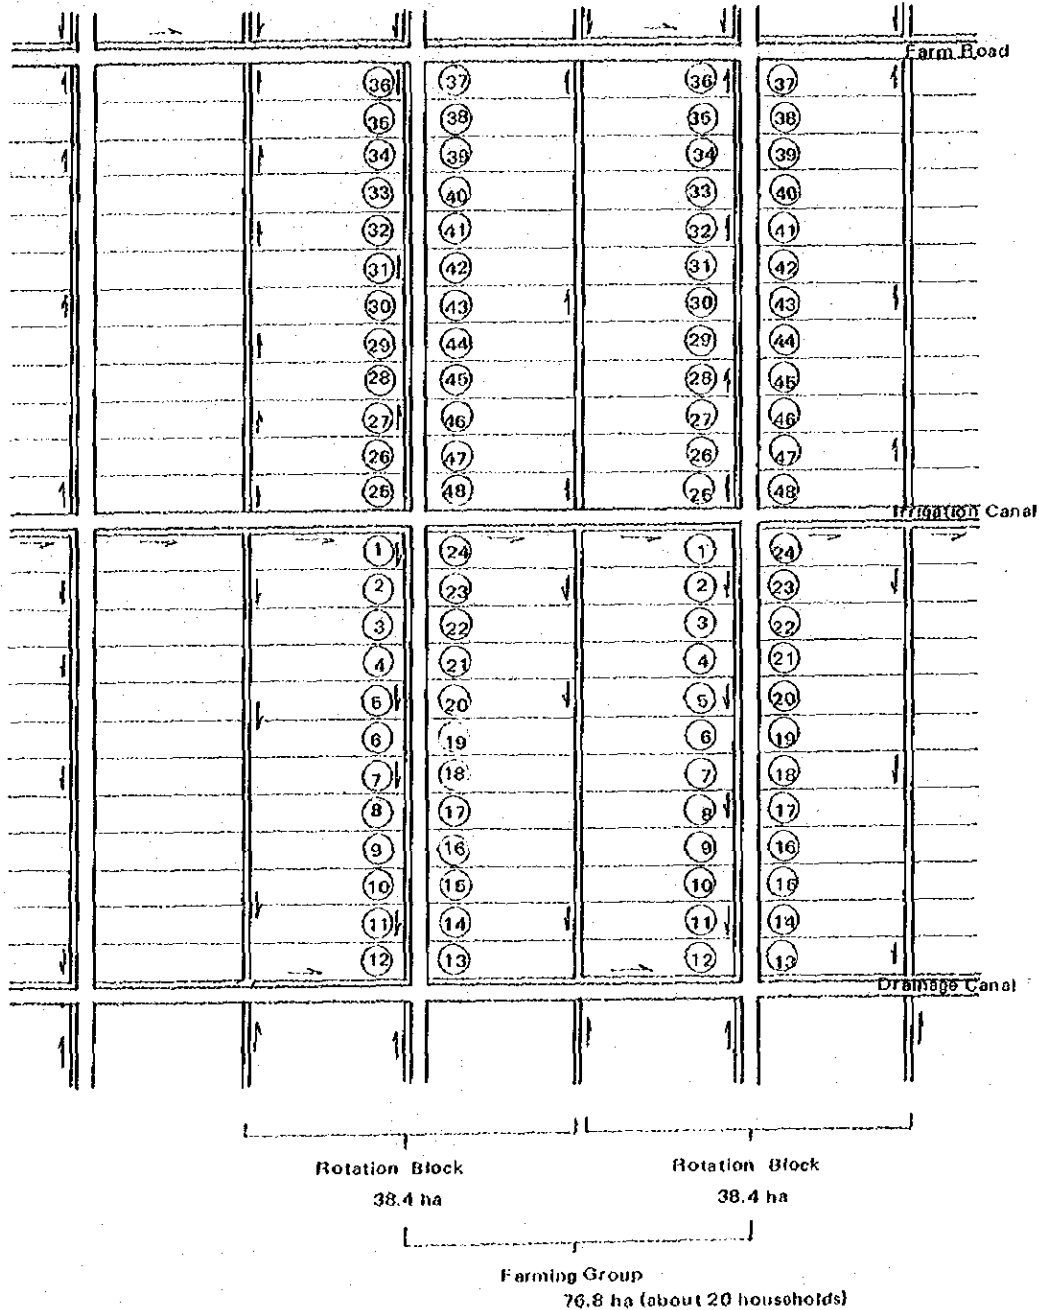 Farm Road
36 37 36 37
35 38 35 38
34 39 34 39
33 40 33 40
32 41 32 41
31 42 31 42
30 43 30 43
29 44 29 44
28 45 28 45
27 46 27 46
26 47 26 47
25 48 25 48
Irrigation Canal
1 24 1 24
2 23 2 23
3 22 3 22
4 21 4 21
5 20 5 20
6 19 6 19
7 18 7 18
8 17 8 17
9 16 9 16
10 15 10 15
11 14 11 14
12 13 12 13
Drainage Canal
Rotation Block Rotation Block
38.4 ha 38.4 ha
Farming Group
76.8 ha (about 20 households)